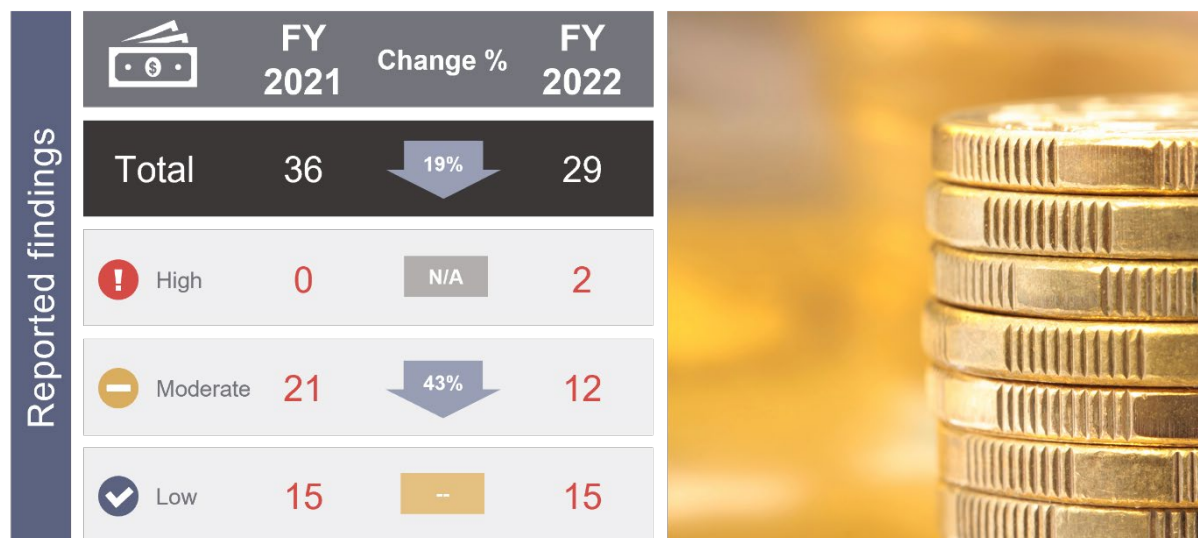 Reported findings
FY 2021 Change % FY 2022
Total 36 19% 29
High 0 N/A 2
Moderate 21 43% 12
Low 15 -- 15